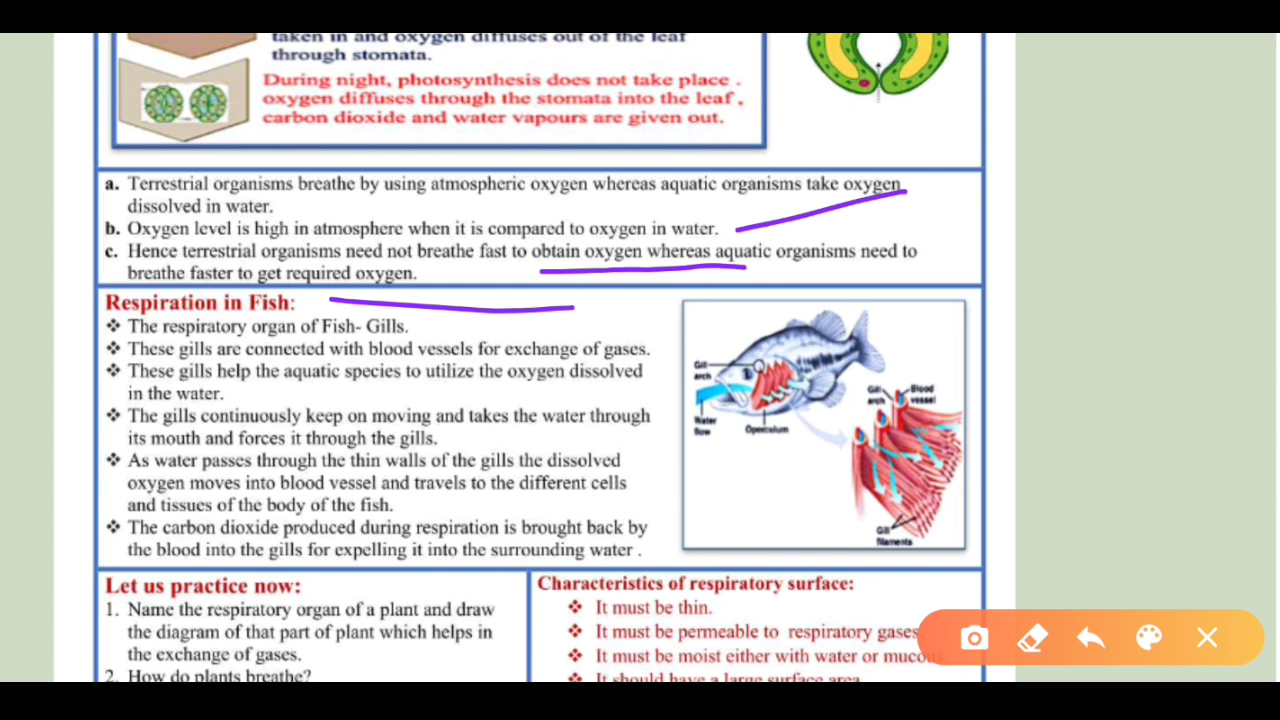 taken in and oxygen diffuses out of the leaf
through stomata.
During night, photosynthesis does not take place .
oxygen diffuses through the stomata into the leaf ,
carbon dioxide and water vapours are given out.
a. Terrestrial organisms breathe by using atmospheric oxygen whereas aquatic organisms take oxygen
dissolved in water.
b. Oxygen level is high in atmosphere when it is compared to oxygen in water.
c. Hence terrestrial organisms need not breathe fast to obtain oxygen whereas aquatic organisms need to
breathe faster to get required oxygen.
Respiration in Fish:
❖ The respiratory organ of Fish- Gills.
❖ These gills are connected with blood vessels for exchange of gases.
❖ These gills help the aquatic species to utilize the oxygen dissolved
in the water.
❖ The gills continuously keep on moving and takes the water through
its mouth and forces it through the gills.
❖ As water passes through the thin walls of the gills the dissolved
oxygen moves into blood vessel and travels to the different cells
and tissues of the body of the fish.
❖ The carbon dioxide produced during respiration is brought back by
the blood into the gills for expelling it into the surrounding water .
Gill
arch
Water
flow
Operculum
Gill
arch
Blood
vessel
Gill
filaments
Let us practice now:
1. Name the respiratory organ of a plant and draw
the diagram of that part of plant which helps in
the exchange of gases.
2. How do plants breathe?
Characteristics of respiratory surface:
❖ It must be thin.
❖ It must be permeable to respiratory gases
❖ It must be moist either with water or mucous
❖ It should have a large surface area